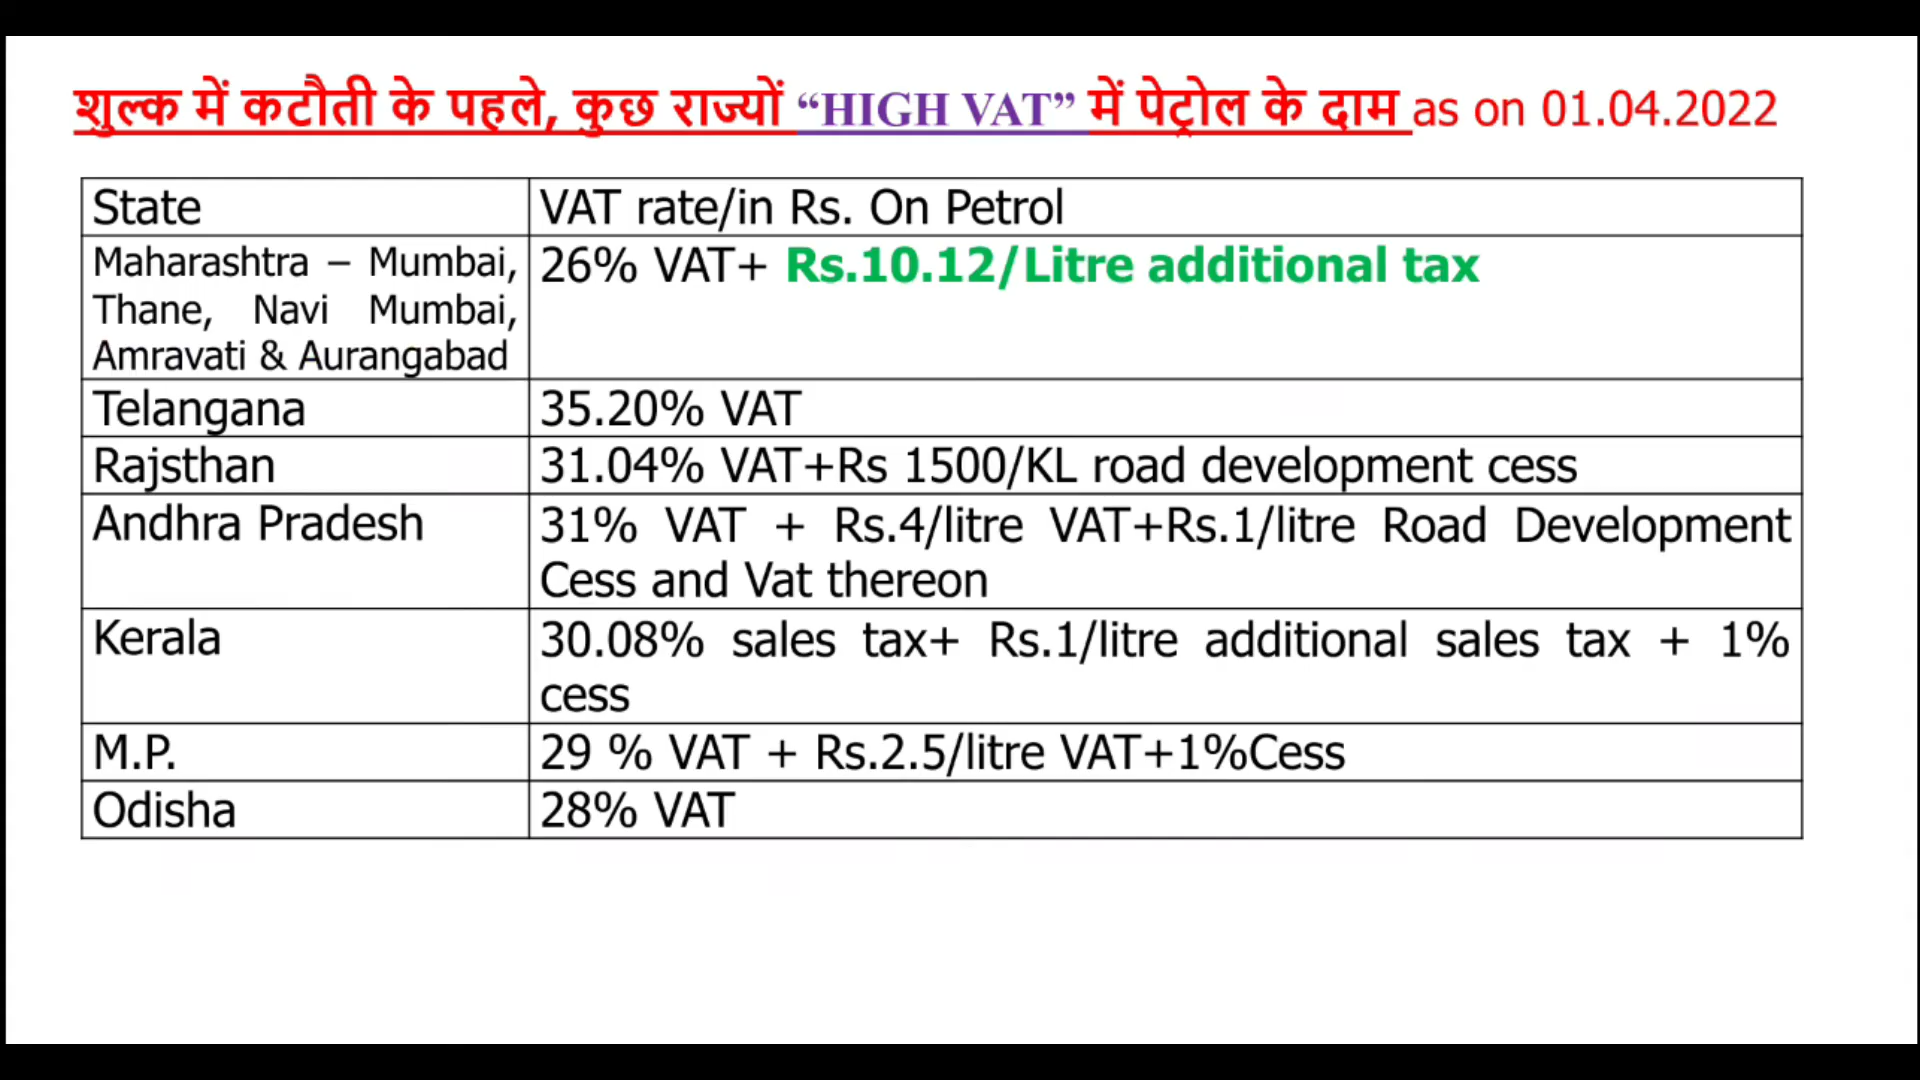 शुल्क में कटौती के पहले, कुछ राज्यों “HIGH VAT” में पेट्रोल के दाम as on 01.04.2022
State
VAT rate/in Rs. On Petrol
Maharashtra – Mumbai,
Thane, Navi Mumbai,
Amravati & Aurangabad
26% VAT+ Rs.10.12/Litre additional tax
Telangana
35.20% VAT
Rajsthan
31.04% VAT+Rs 1500/KL road development cess
Andhra Pradesh
31% VAT + Rs.4/litre VAT+Rs.1/litre Road Development
Cess and Vat thereon
Kerala
30.08% sales tax+ Rs.1/litre additional sales tax + 1%
cess
M.P.
29 % VAT + Rs.2.5/litre VAT+1%Cess
Odisha
28% VAT